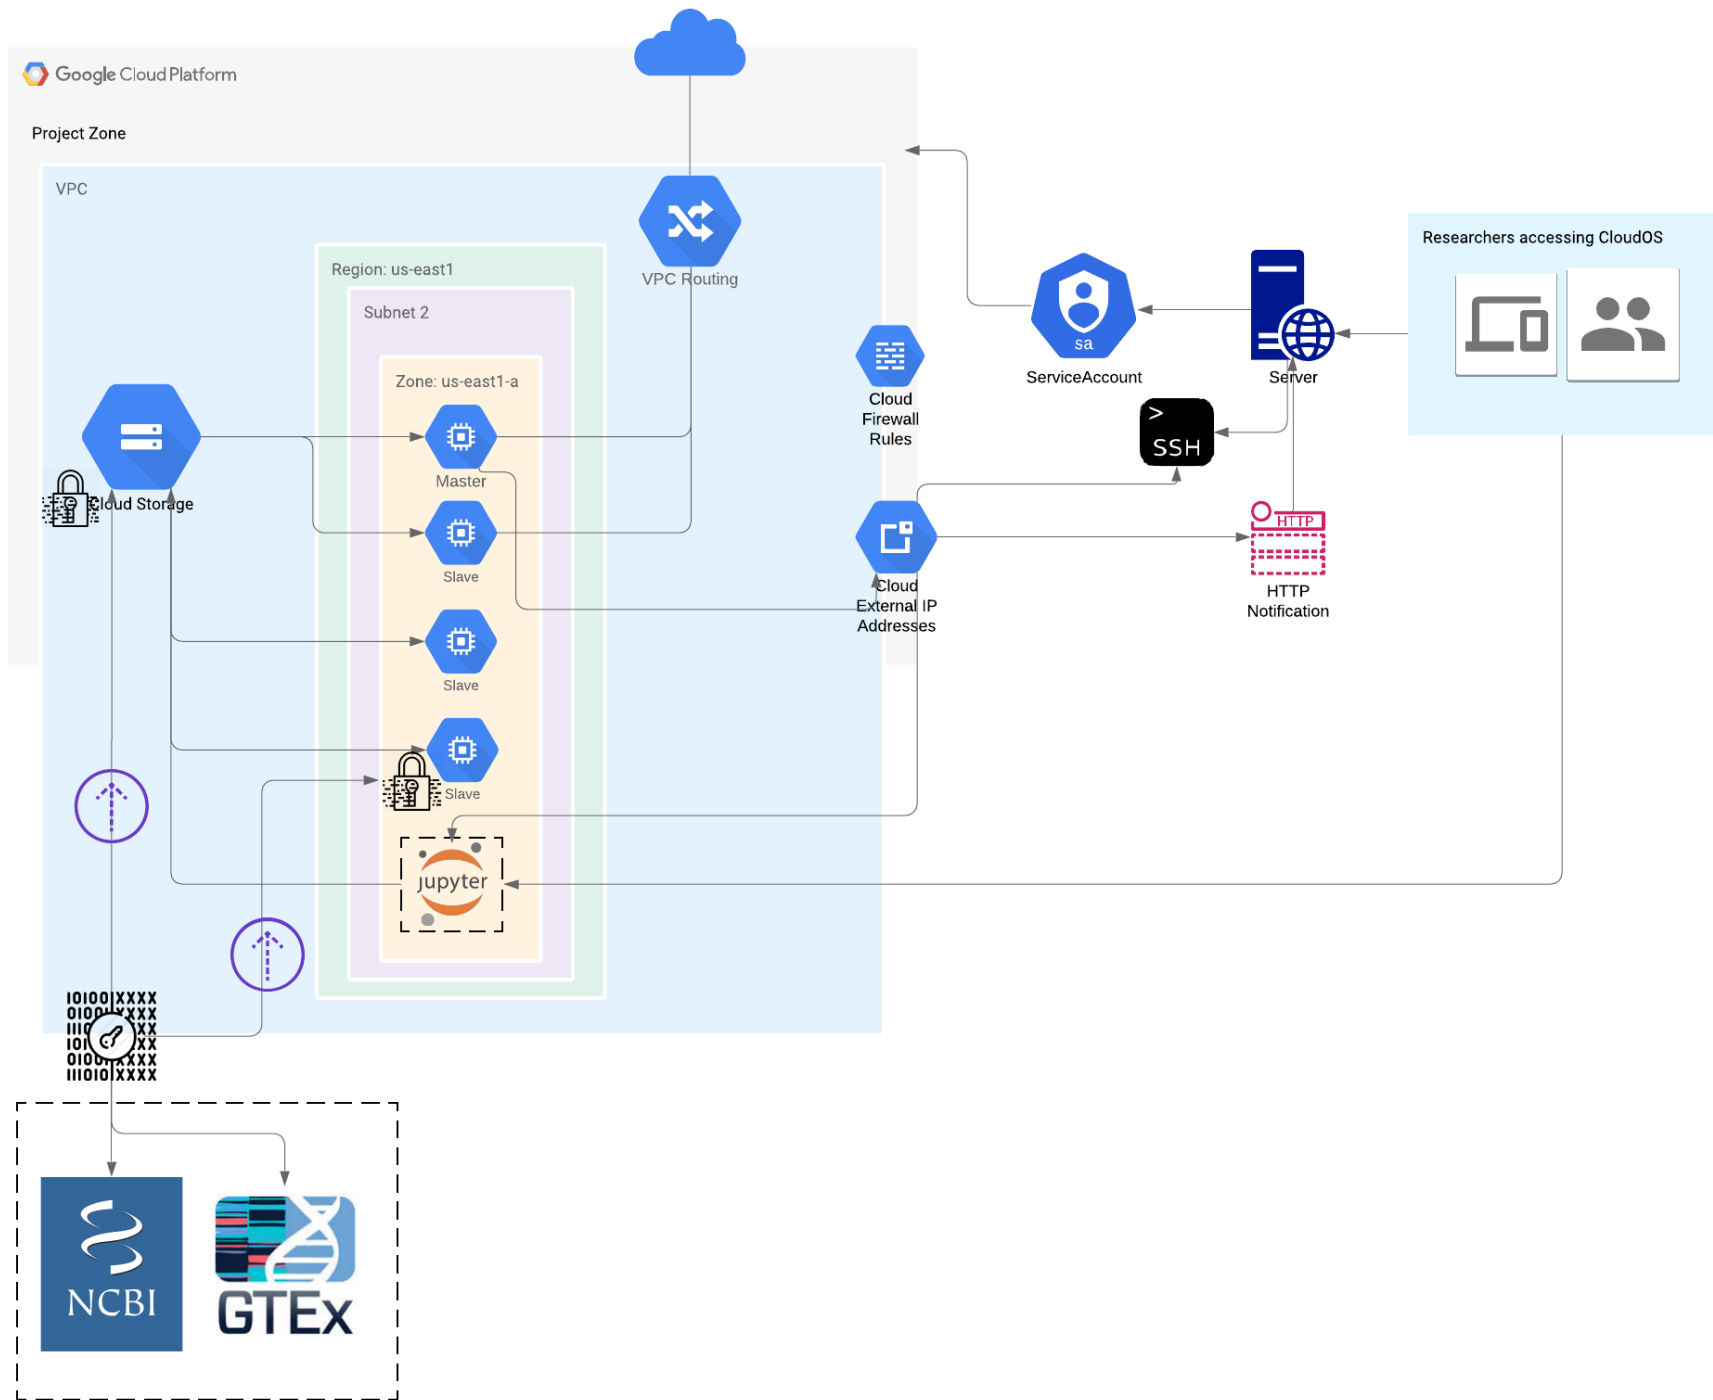 Google Cloud Platform
Project Zone
VPC
VPC Routing
Region: us-east1
Subnet 2
Zone: us-east1-a
Master
Slave
Slave
Slave
Cloud Storage
jupyter
Cloud
Firewall
Rules
Cloud
External IP
Addresses
sa
ServiceAccount
Server
>
SSH
HTTP
HTTP
Notification
Researchers accessing CloudOS
NCBI
GTEx